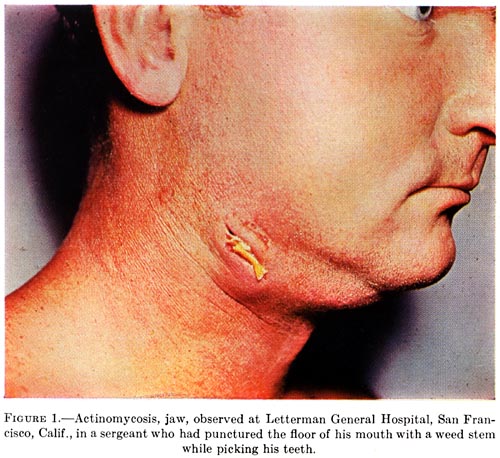 FIGURE 1.—Actinomycosis, jaw, observed at Letterman General Hospital, San Fran-
cisco, Calif., in a sergeant who had punctured the floor of his mouth with a weed stem
while picking his teeth.